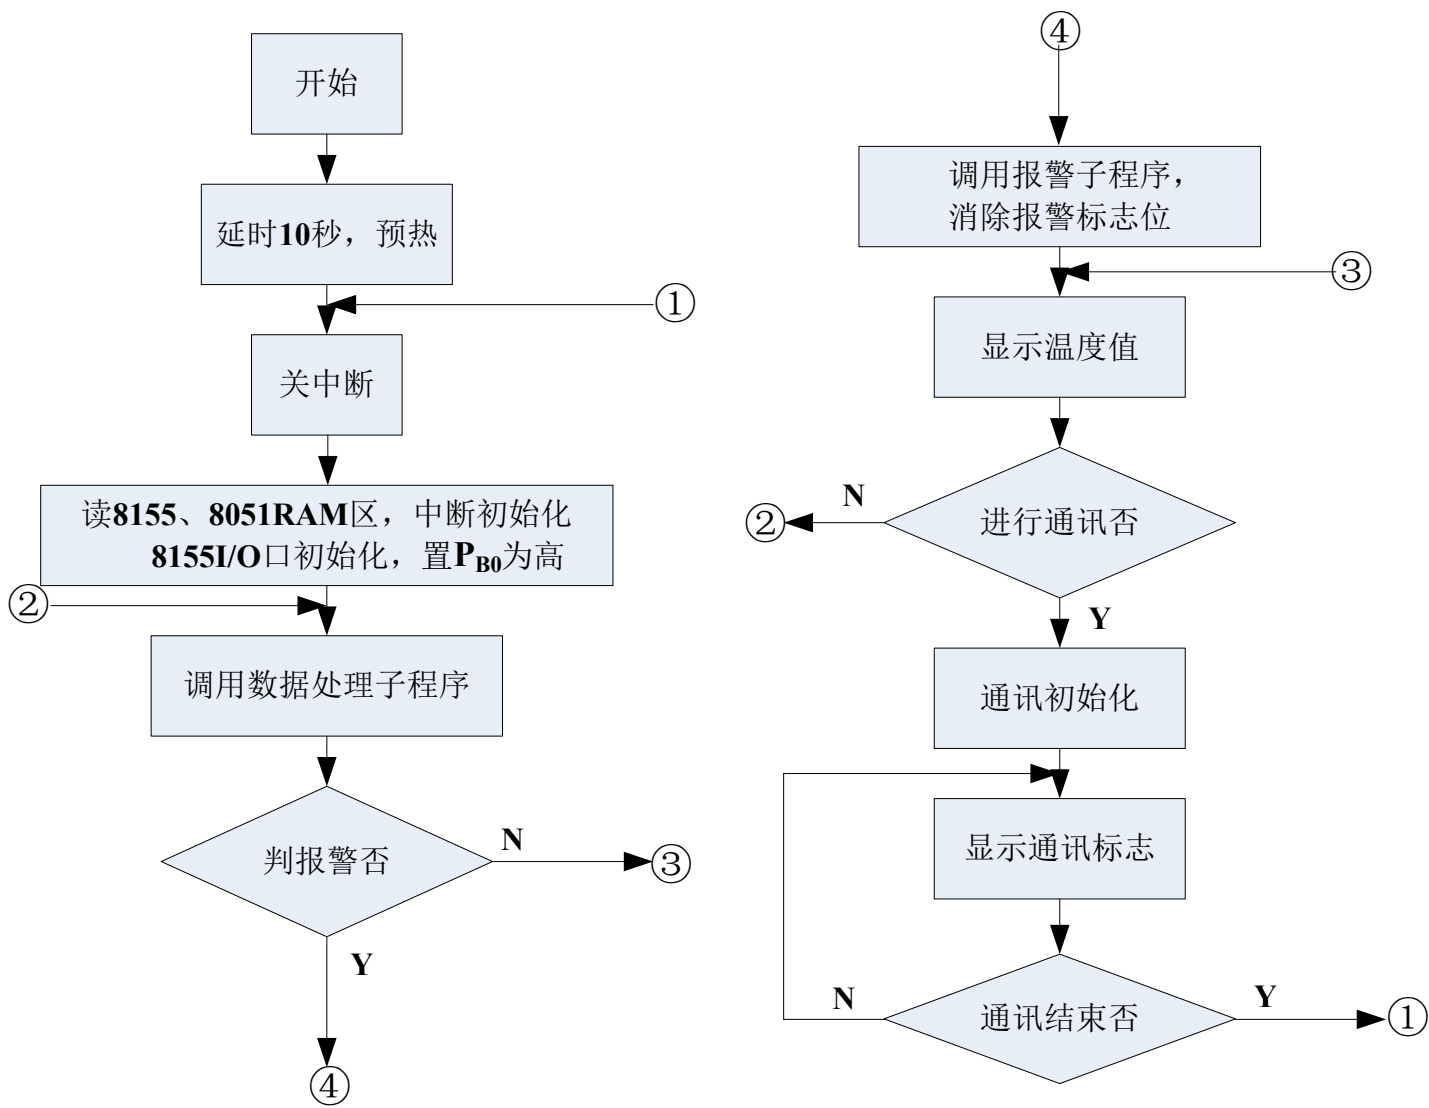 开始
延时10秒，预热
①
关中断
读8155、8051RAM区，中断初始化
8155I/O口初始化，置PB0为高
②
调用数据处理子程序
判报警否
N
③
Y
④
④
调用报警子程序，
消除报警标志位
③
显示温度值
进行通讯否
N
②
Y
通讯初始化
显示通讯标志
通讯结束否
N
Y
①